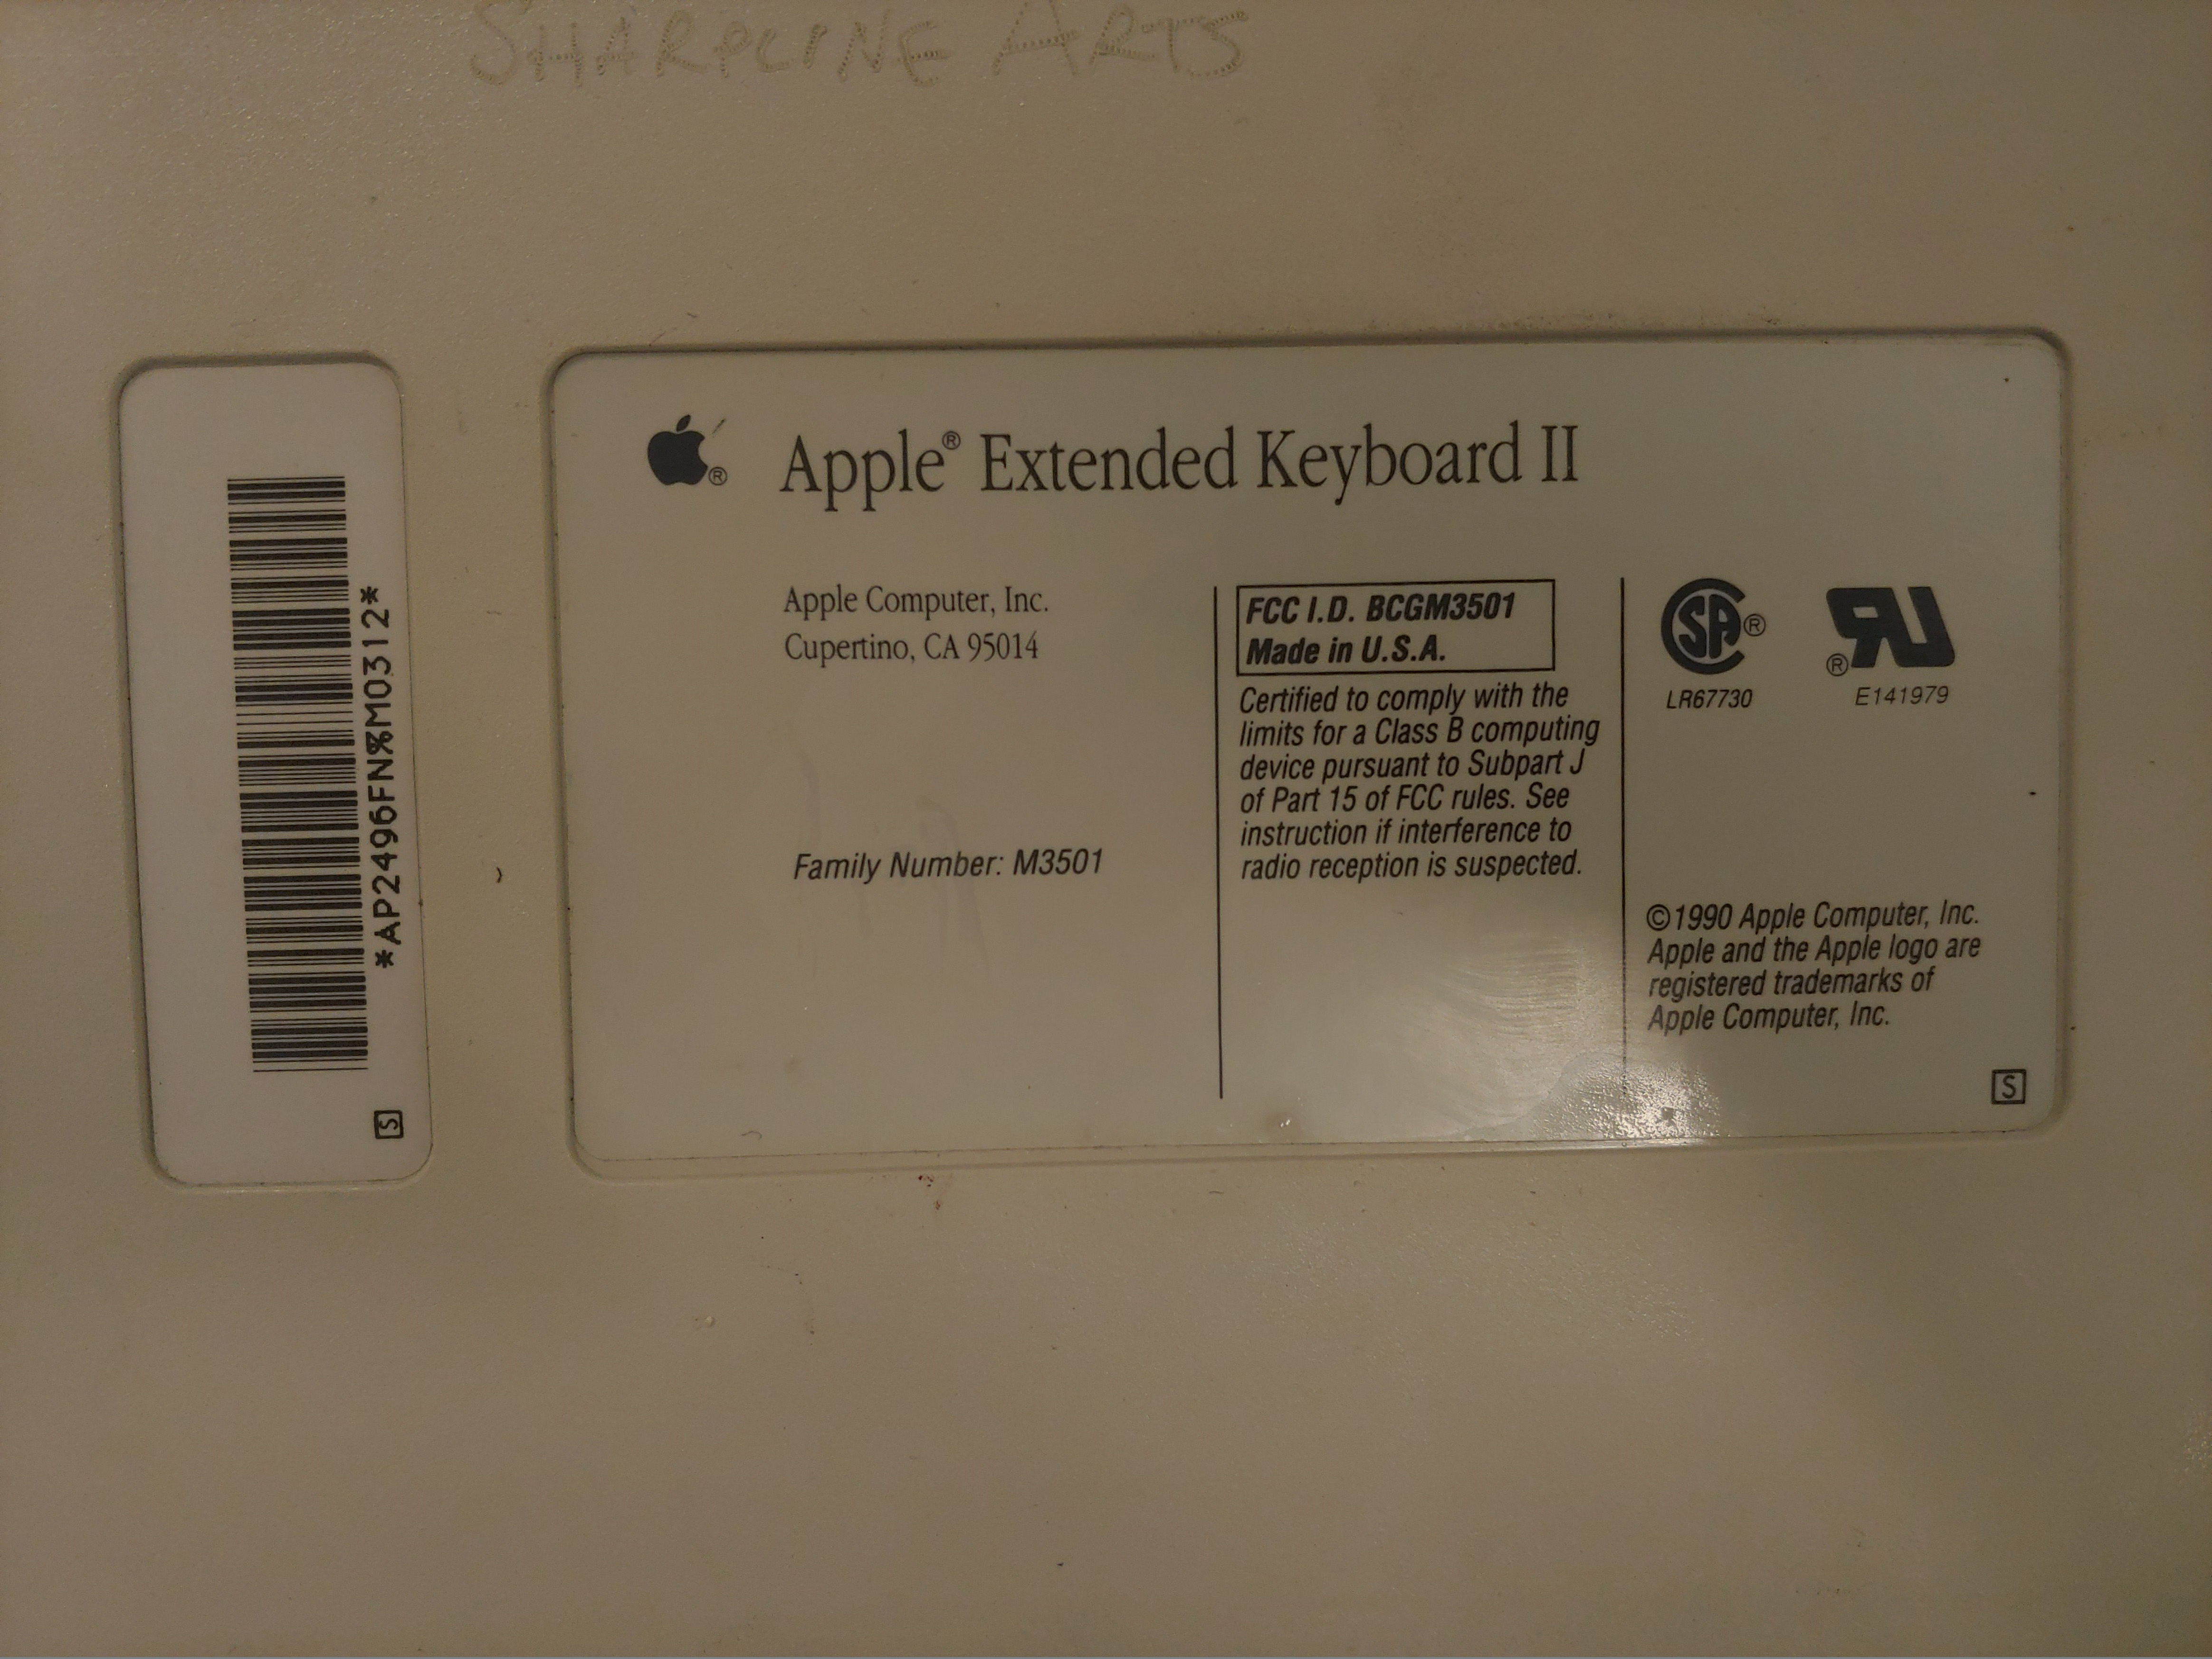 SHARPLINE ARTS
*AP2496FN%M0312*
S
Apple® Extended Keyboard II
Apple Computer, Inc.
Cupertino, CA 95014
Family Number: M3501
FCC I.D. BCGM3501
Made in U.S.A.
Certified to comply with the
limits for a Class B computing
device pursuant to Subpart J
of Part 15 of FCC rules. See
instruction if interference to
radio reception is suspected.
SA®
LR67730
®
E141979
©1990 Apple Computer, Inc.
Apple and the Apple logo are
registered trademarks of
Apple Computer, Inc.
S